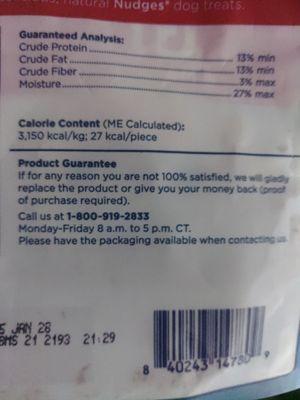 natural Nudges® dog treats.
Guaranteed Analysis:
Crude Protein 13% min
Crude Fat 13% min
Crude Fiber 3% max
Moisture 27% max
Calorie Content (ME Calculated):
3,150 kcal/kg; 27 kcal/piece
Product Guarantee
If for any reason you are not 100% satisfied, we will gladly
replace the product or give you your money back (proof
of purchase required).
Call us at 1-800-919-2833
Monday-Friday 8 a.m. to 5 p.m. CT.
Please have the packaging available when contacting us.
5 JAN 28
BMS 21 2193 21:29
8 40243 9